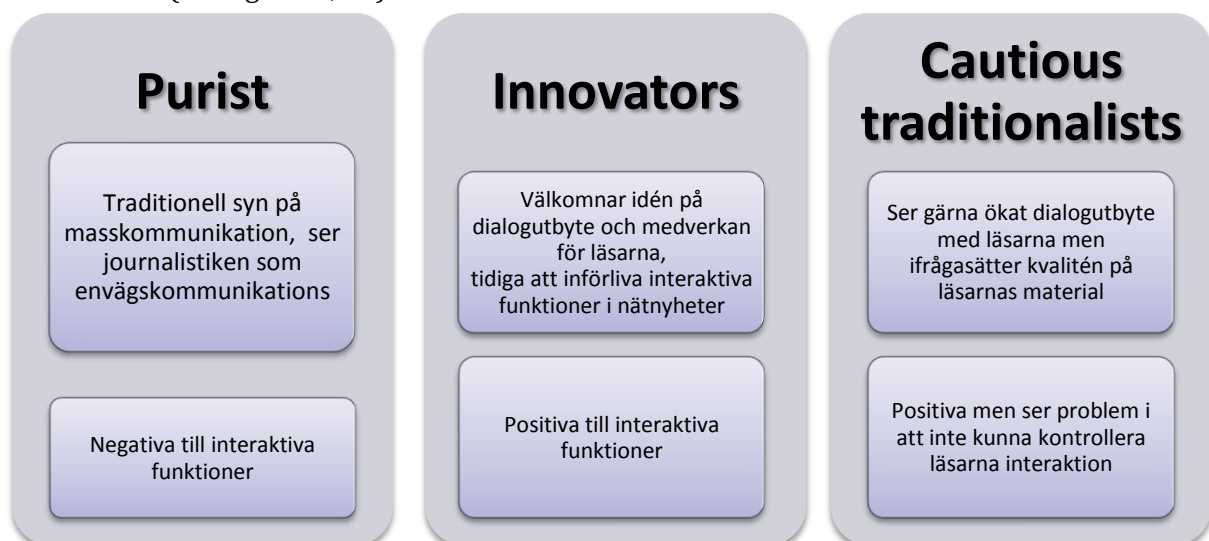 Purist
Traditionell syn på
masskommunikation, ser
journalistiken som
envägskommunikations
Negativa till interaktiva
funktioner
Innovators
Välkomnar idén på
dialogutbyte och medverkan
för läsarna,
tidiga att införliva interaktiva
funktioner i nätnyheter
Positiva till interaktiva
funktioner
Cautious
traditionalists
Ser gärna ökat dialogutbyte
med läsarna men
ifrågasätter kvalitén på
läsarnas material
Positiva men ser problem i
att inte kunna kontrollera
läsarna interaktion